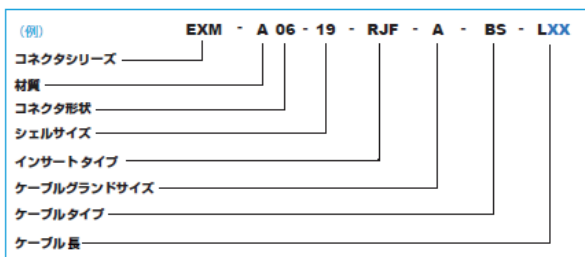 （例） EXM - A 06 - 19 - RJF - A - BS - LXX
コネクタシリーズ
材質
コネクタ形状
シェルサイズ
インサートタイプ
ケーブルグランドサイズ
ケーブルタイプ
ケーブル長